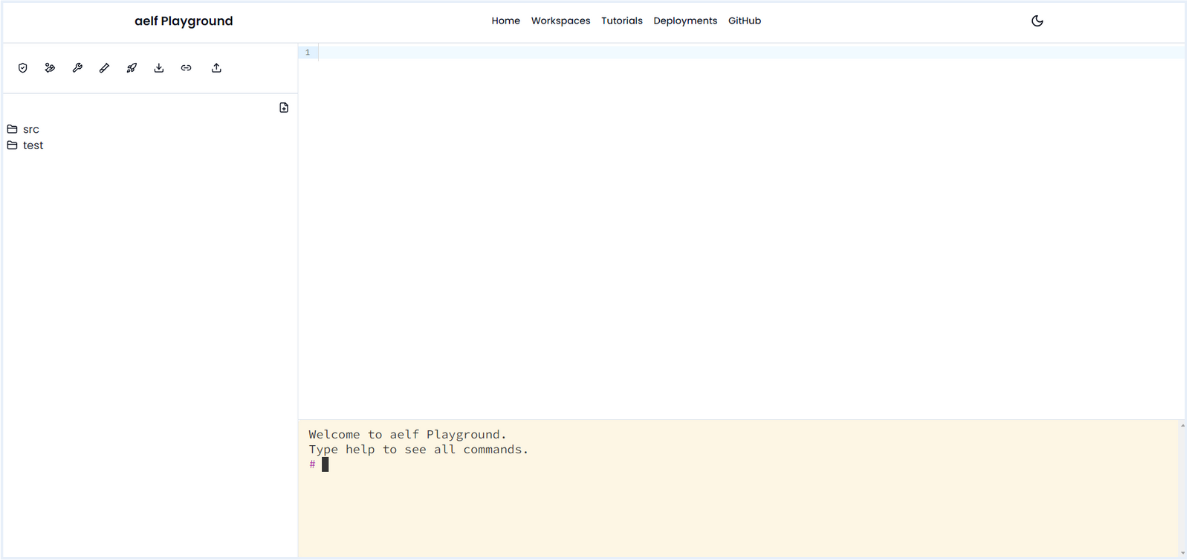 aelf Playground
Home Workspaces Tutorials Deployments GitHub
1
src
test
Welcome to aelf Playground.
Type help to see all commands.
#